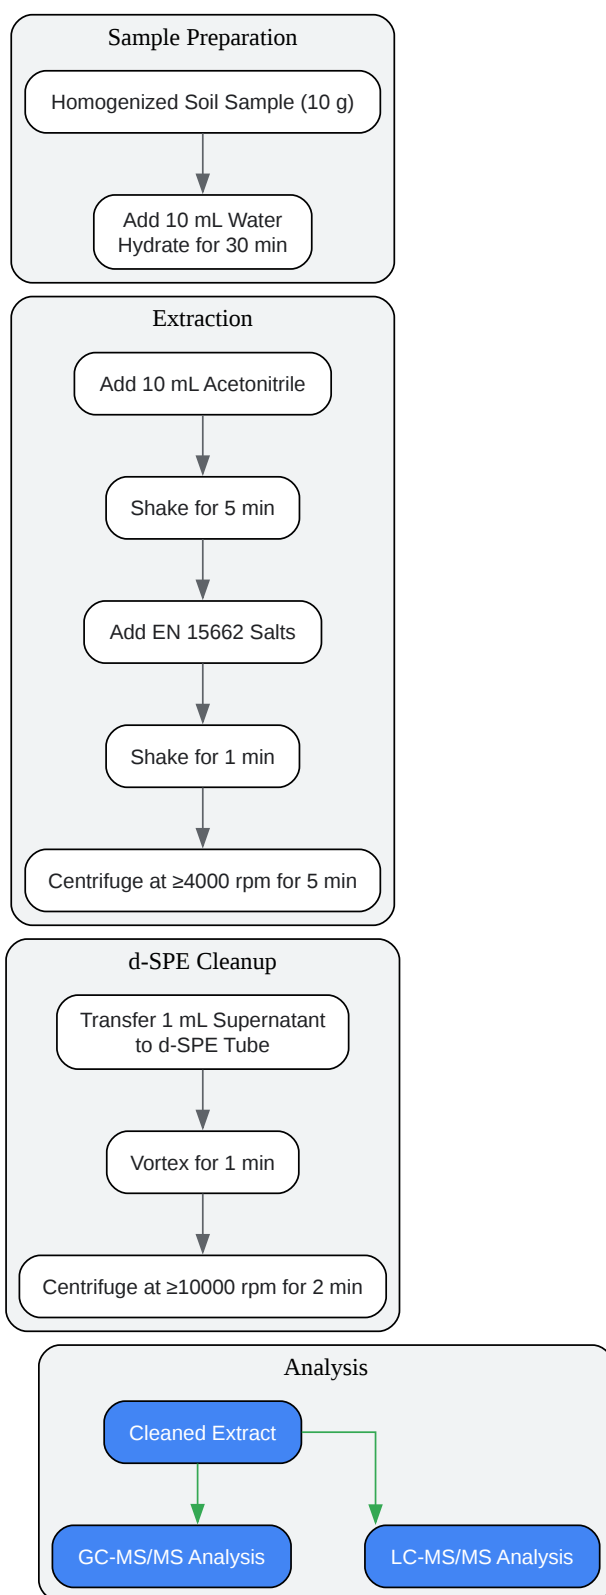 Sample Preparation
Homogenized Soil Sample (10 g)
Add 10 mL Water
Hydrate for 30 min
Extraction
Add 10 mL Acetonitrile
Shake for 5 min
Add EN 15662 Salts
Shake for 1 min
Centrifuge at ≥4000 rpm for 5 min
d-SPE Cleanup
Transfer 1 mL Supernatant
to d-SPE Tube
Vortex for 1 min
Centrifuge at ≥10000 rpm for 2 min
Analysis
Cleaned Extract
GC-MS/MS Analysis
LC-MS/MS Analysis